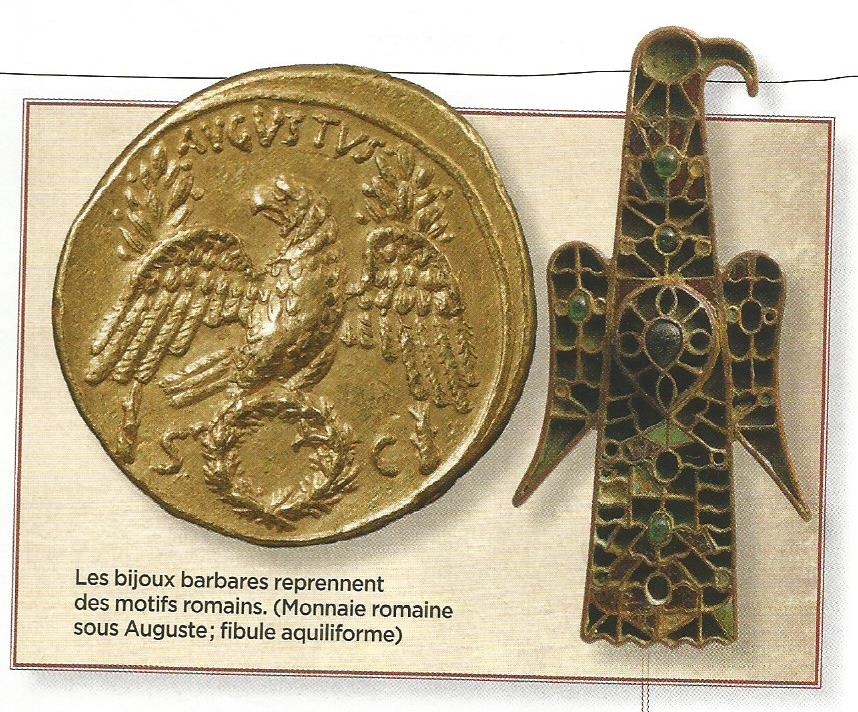 AVGVSTVS
S C
Les bijoux barbares reprennent
des motifs romains. (Monnaie romaine
sous Auguste; fibule aquiliforme)